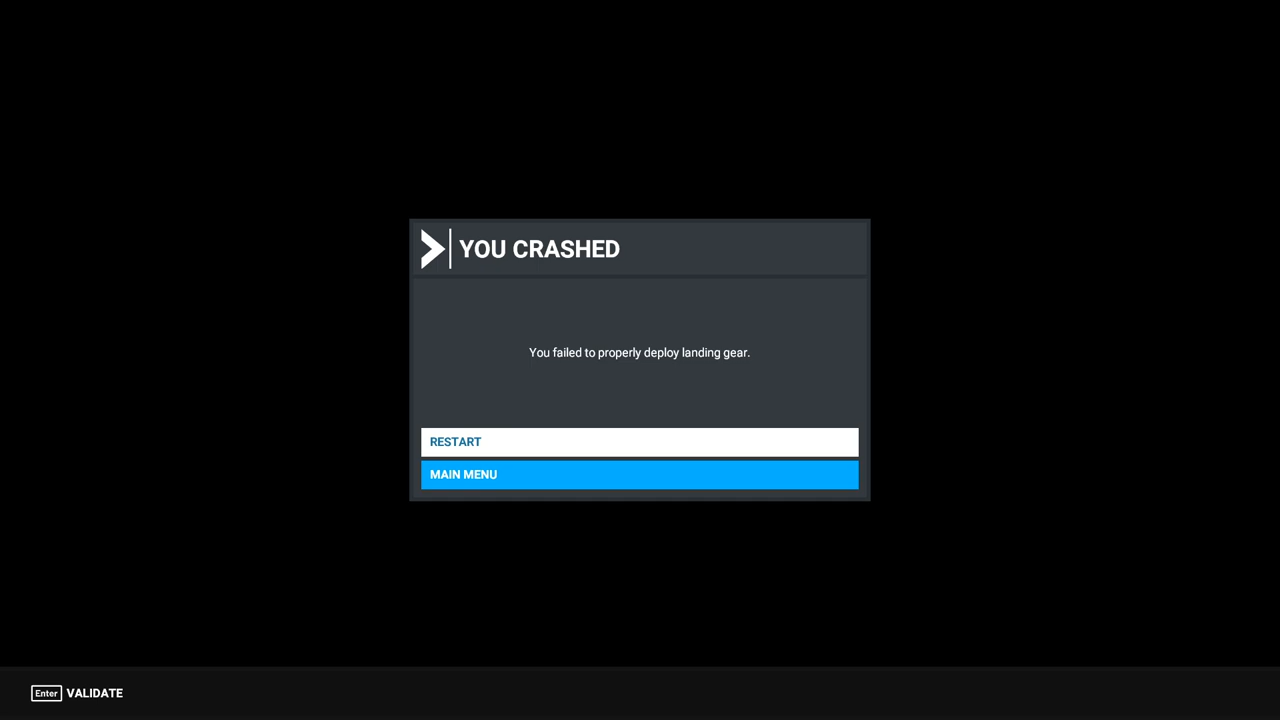 YOU CRASHED
You failed to properly deploy landing gear.
RESTART
MAIN MENU
Enter VALIDATE